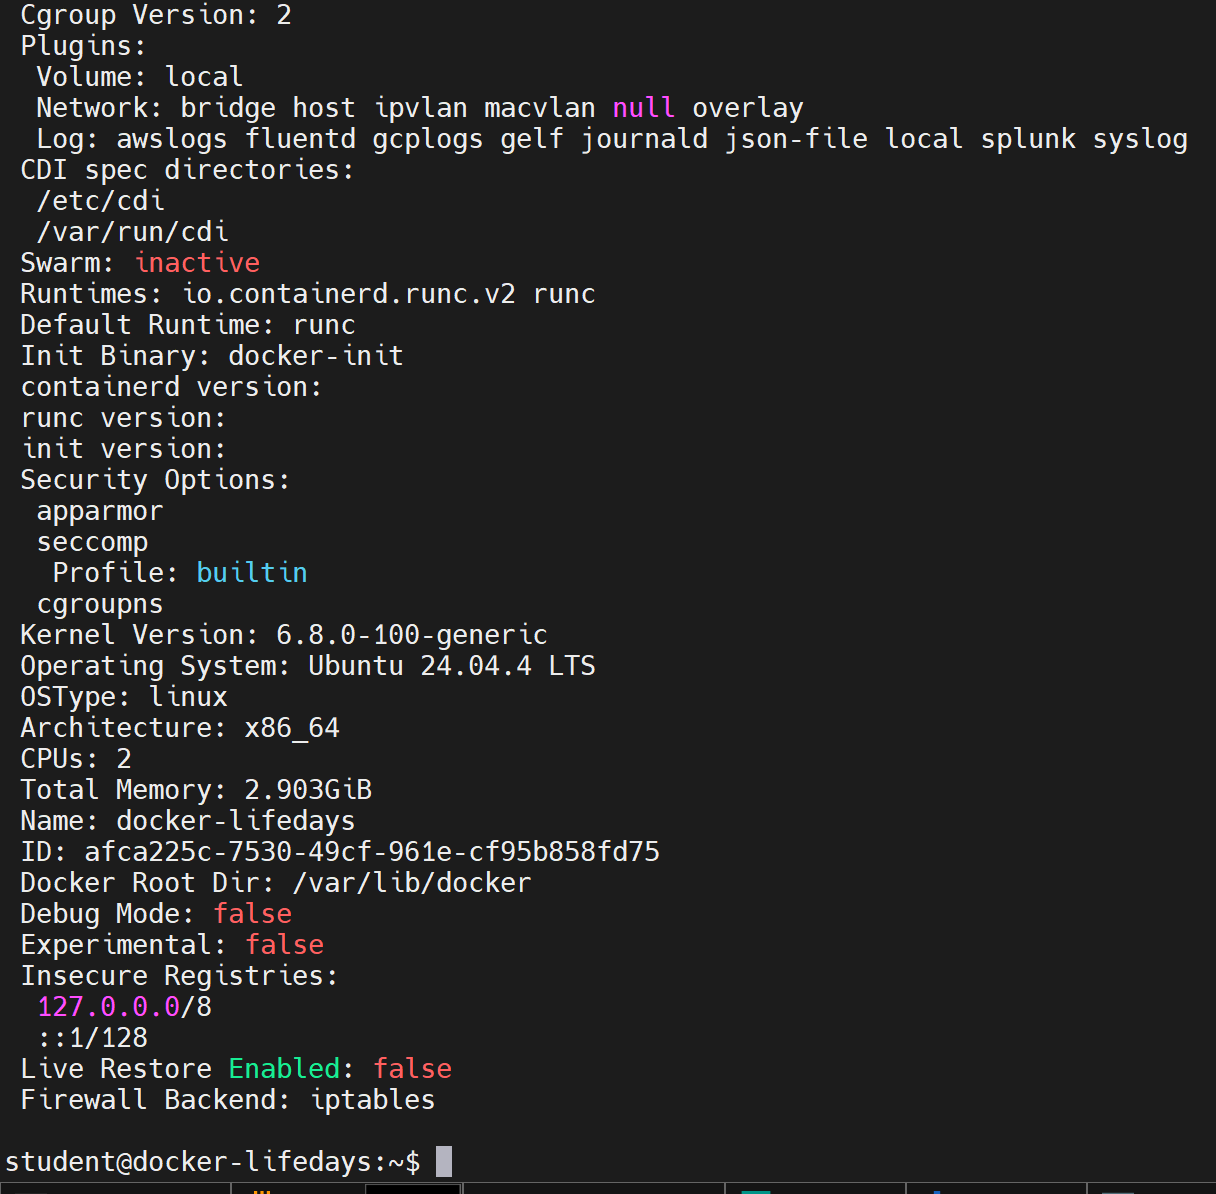 Cgroup Version: 2
Plugins:
Volume: local
Network: bridge host ipvlan macvlan null overlay
Log: awslogs fluentd gcplogs gelf journald json-file local splunk syslog
CDI spec directories:
/etc/cdi
/var/run/cdi
Swarm: inactive
Runtimes: io.containerd.runc.v2 runc
Default Runtime: runc
Init Binary: docker-init
containerd version:
runc version:
init version:
Security Options:
apparmor
seccomp
Profile: builtin
cgroupns
Kernel Version: 6.8.0-100-generic
Operating System: Ubuntu 24.04.4 LTS
OSType: linux
Architecture: x86_64
CPUs: 2
Total Memory: 2.903GiB
Name: docker-lifedays
ID: afca225c-7530-49cf-961e-cf95b858fd75
Docker Root Dir: /var/lib/docker
Debug Mode: false
Experimental: false
Insecure Registries:
127.0.0.0/8
::1/128
Live Restore Enabled: false
Firewall Backend: iptables
student@docker-lifedays:~$